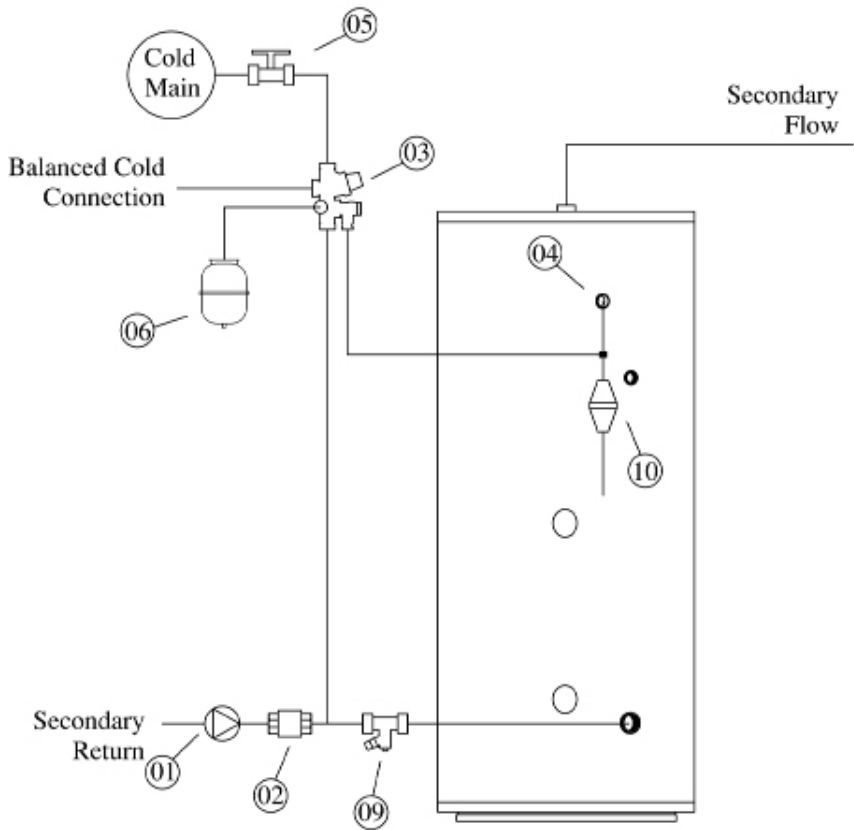 05
Cold
Main
Secondary
Flow
03
Balanced Cold
Connection
04
06
10
Secondary
Return
01
02
09